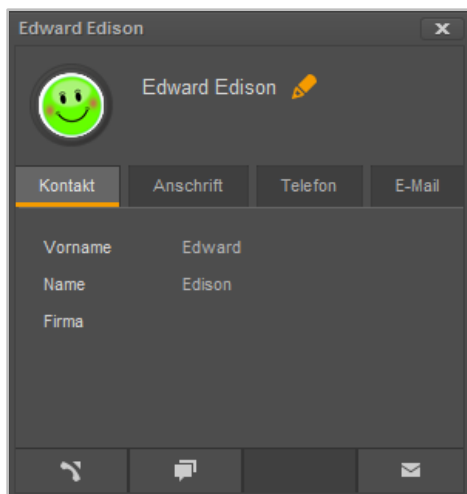 Edward Edison
Edward Edison
Kontakt Anschrift Telefon E-Mail
Vorname Edward
Name Edison
Firma